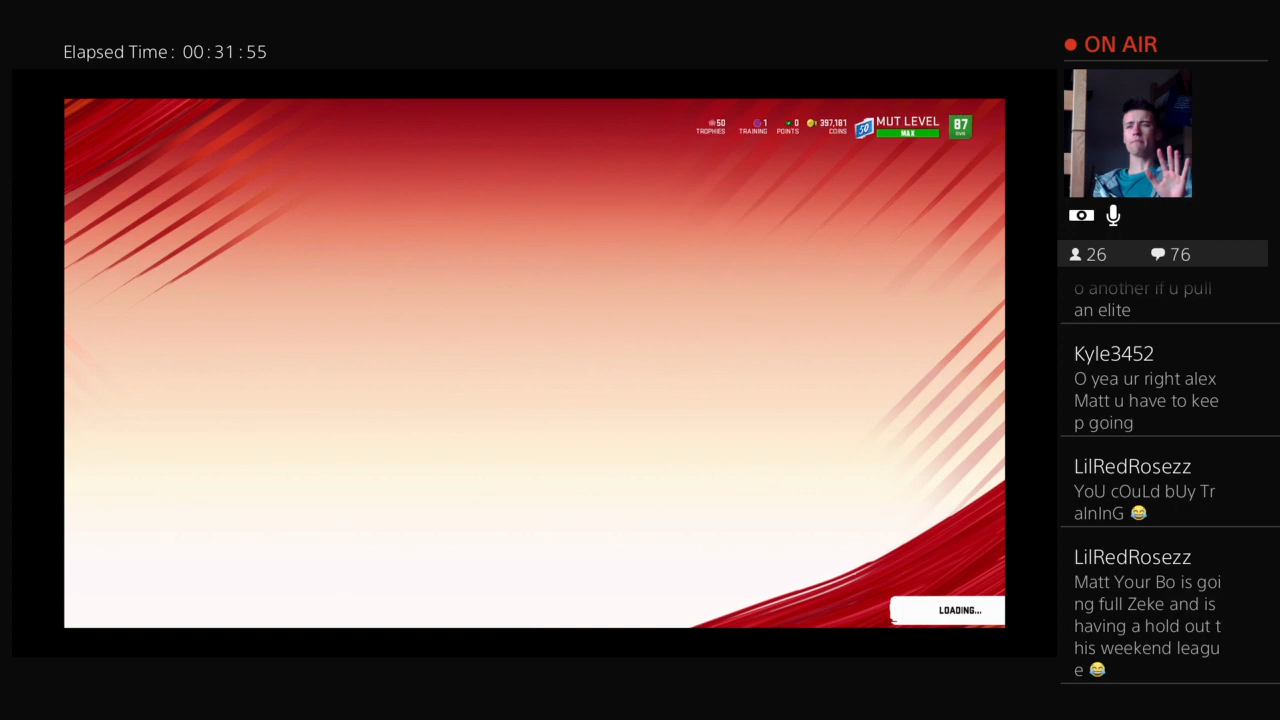 Elapsed Time: 00:31:55
ON AIR
50
TROPHIES
1
TRAINING
0
POINTS
397,181
COINS
50
MUT LEVEL
MAX
87
OVR
26
76
o another if u pull
an elite
Kyle3452
O yea ur right alex
Matt u have to kee
p going
LilRedRosezz
YoU cOuLd bUy Tr
aInInG 😂
LilRedRosezz
Matt Your Bo is goi
ng full Zeke and is
having a hold out t
his weekend leagu
e 😂
LOADING...